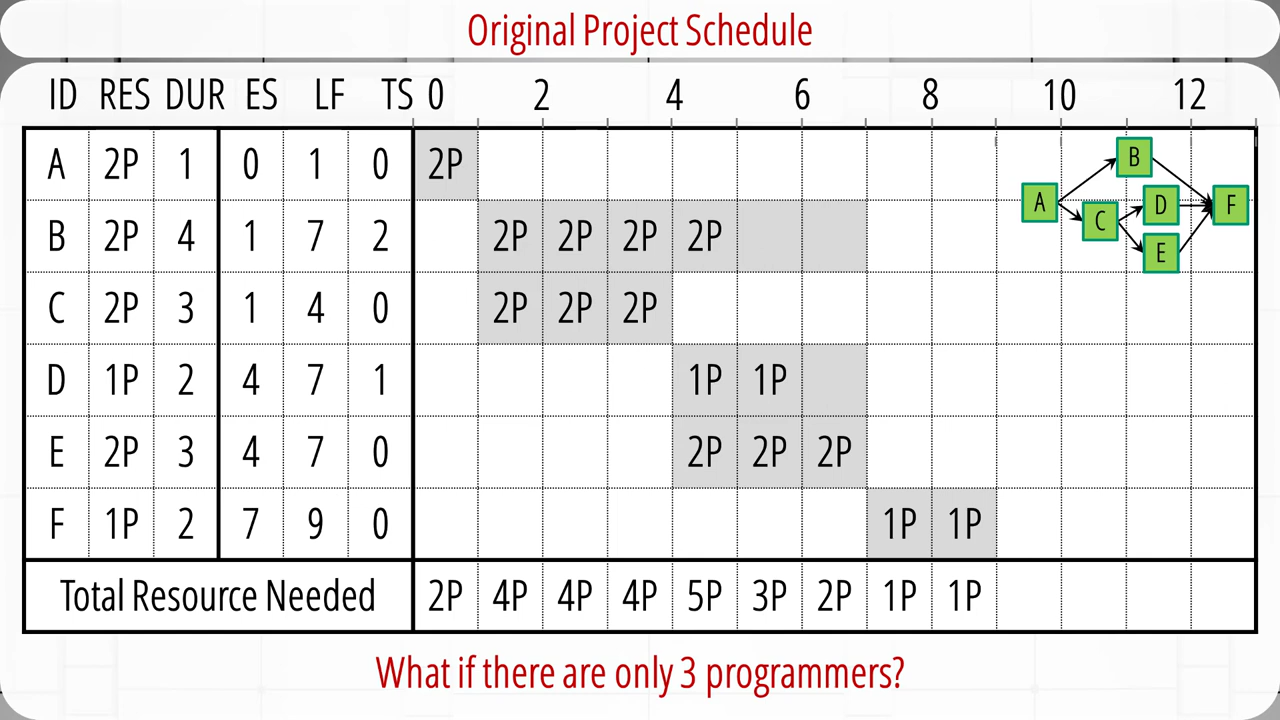 Original Project Schedule
ID RES DUR ES LF TS 0 2 4 6 8 10 12
A 2P 1 0 1 0 2P
B 2P 4 1 7 2 2P 2P 2P 2P
C 2P 3 1 4 0 2P 2P 2P
D 1P 2 4 7 1 1P 1P
E 2P 3 4 7 0 2P 2P 2P
F 1P 2 7 9 0 1P 1P
Total Resource Needed 2P 4P 4P 4P 5P 3P 2P 1P 1P
B
A C D F
E
What if there are only 3 programmers?